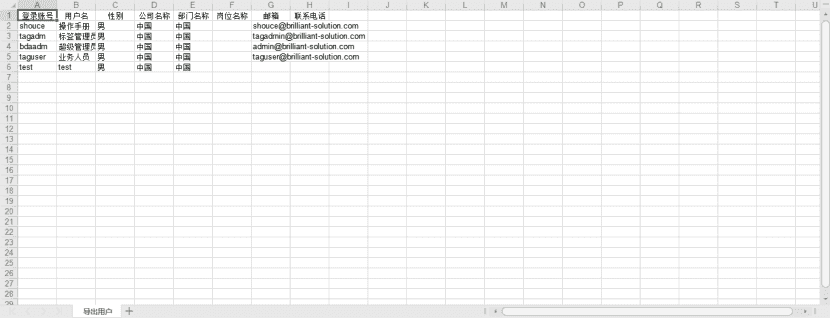 A B C D E F G H I J K L M N O P Q R S T U
1 登录账号 用户名 性别 公司名称 部门名称 岗位名称 邮箱 联系电话
2 shouce 操作手册 男 中国 中国 shouce@brilliant-solution.com
3 tagadm 标签管理员 男 中国 中国 tagadmin@brilliant-solution.com
4 bdaadm 超级管理员 男 中国 中国 admin@brilliant-solution.com
5 taguser 业务人员 男 中国 中国 taguser@brilliant-solution.com
6 test test 男 中国 中国
7
8
9
10
11
12
13
14
15
16
17
18
19
20
21
22
23
24
25
26
27
28
29
导出用户